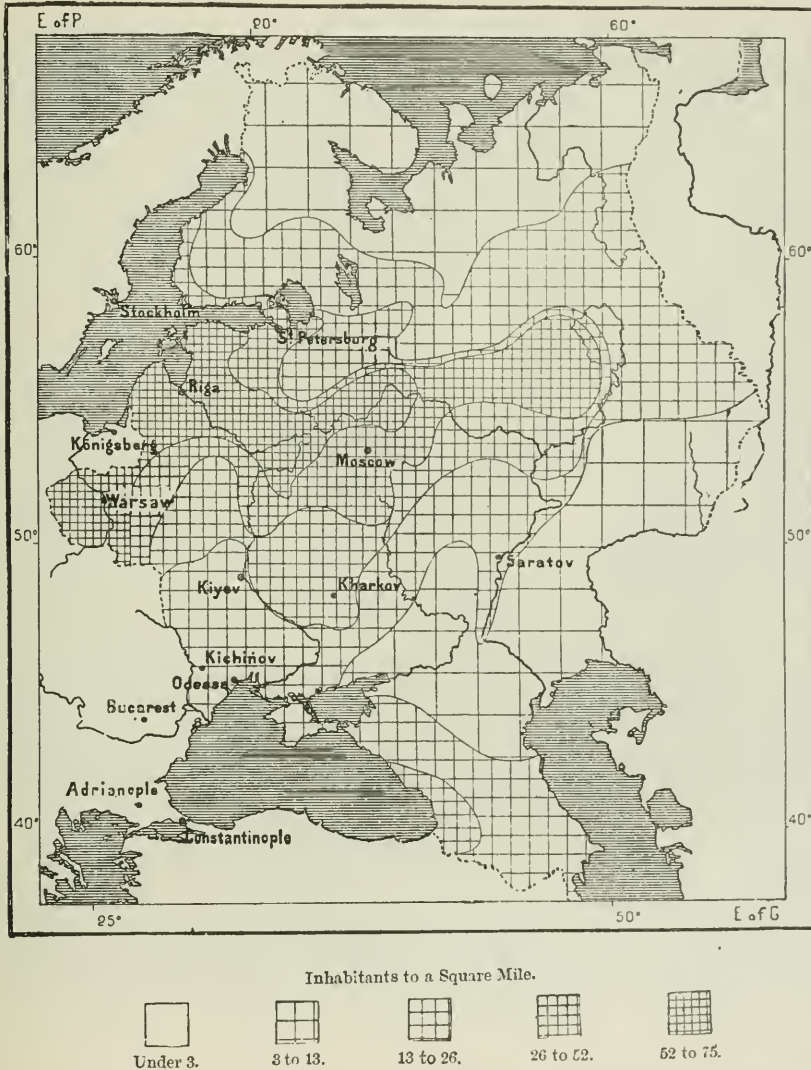 E of P. 20° 60°
60° 60°
Stockholm
St Petersburg
Riga
Königsberg
Moscow
Warsaw
50° 50°
Saratov
Kiyev Kharkov
Kichinov
Odessa
Bucarest
Adrianople
40° 40°
Constantinople
25° 50° E of G
Inhabitants to a Square Mile.
Under 3. 3 to 13. 13 to 26. 26 to 52. 52 to 75.